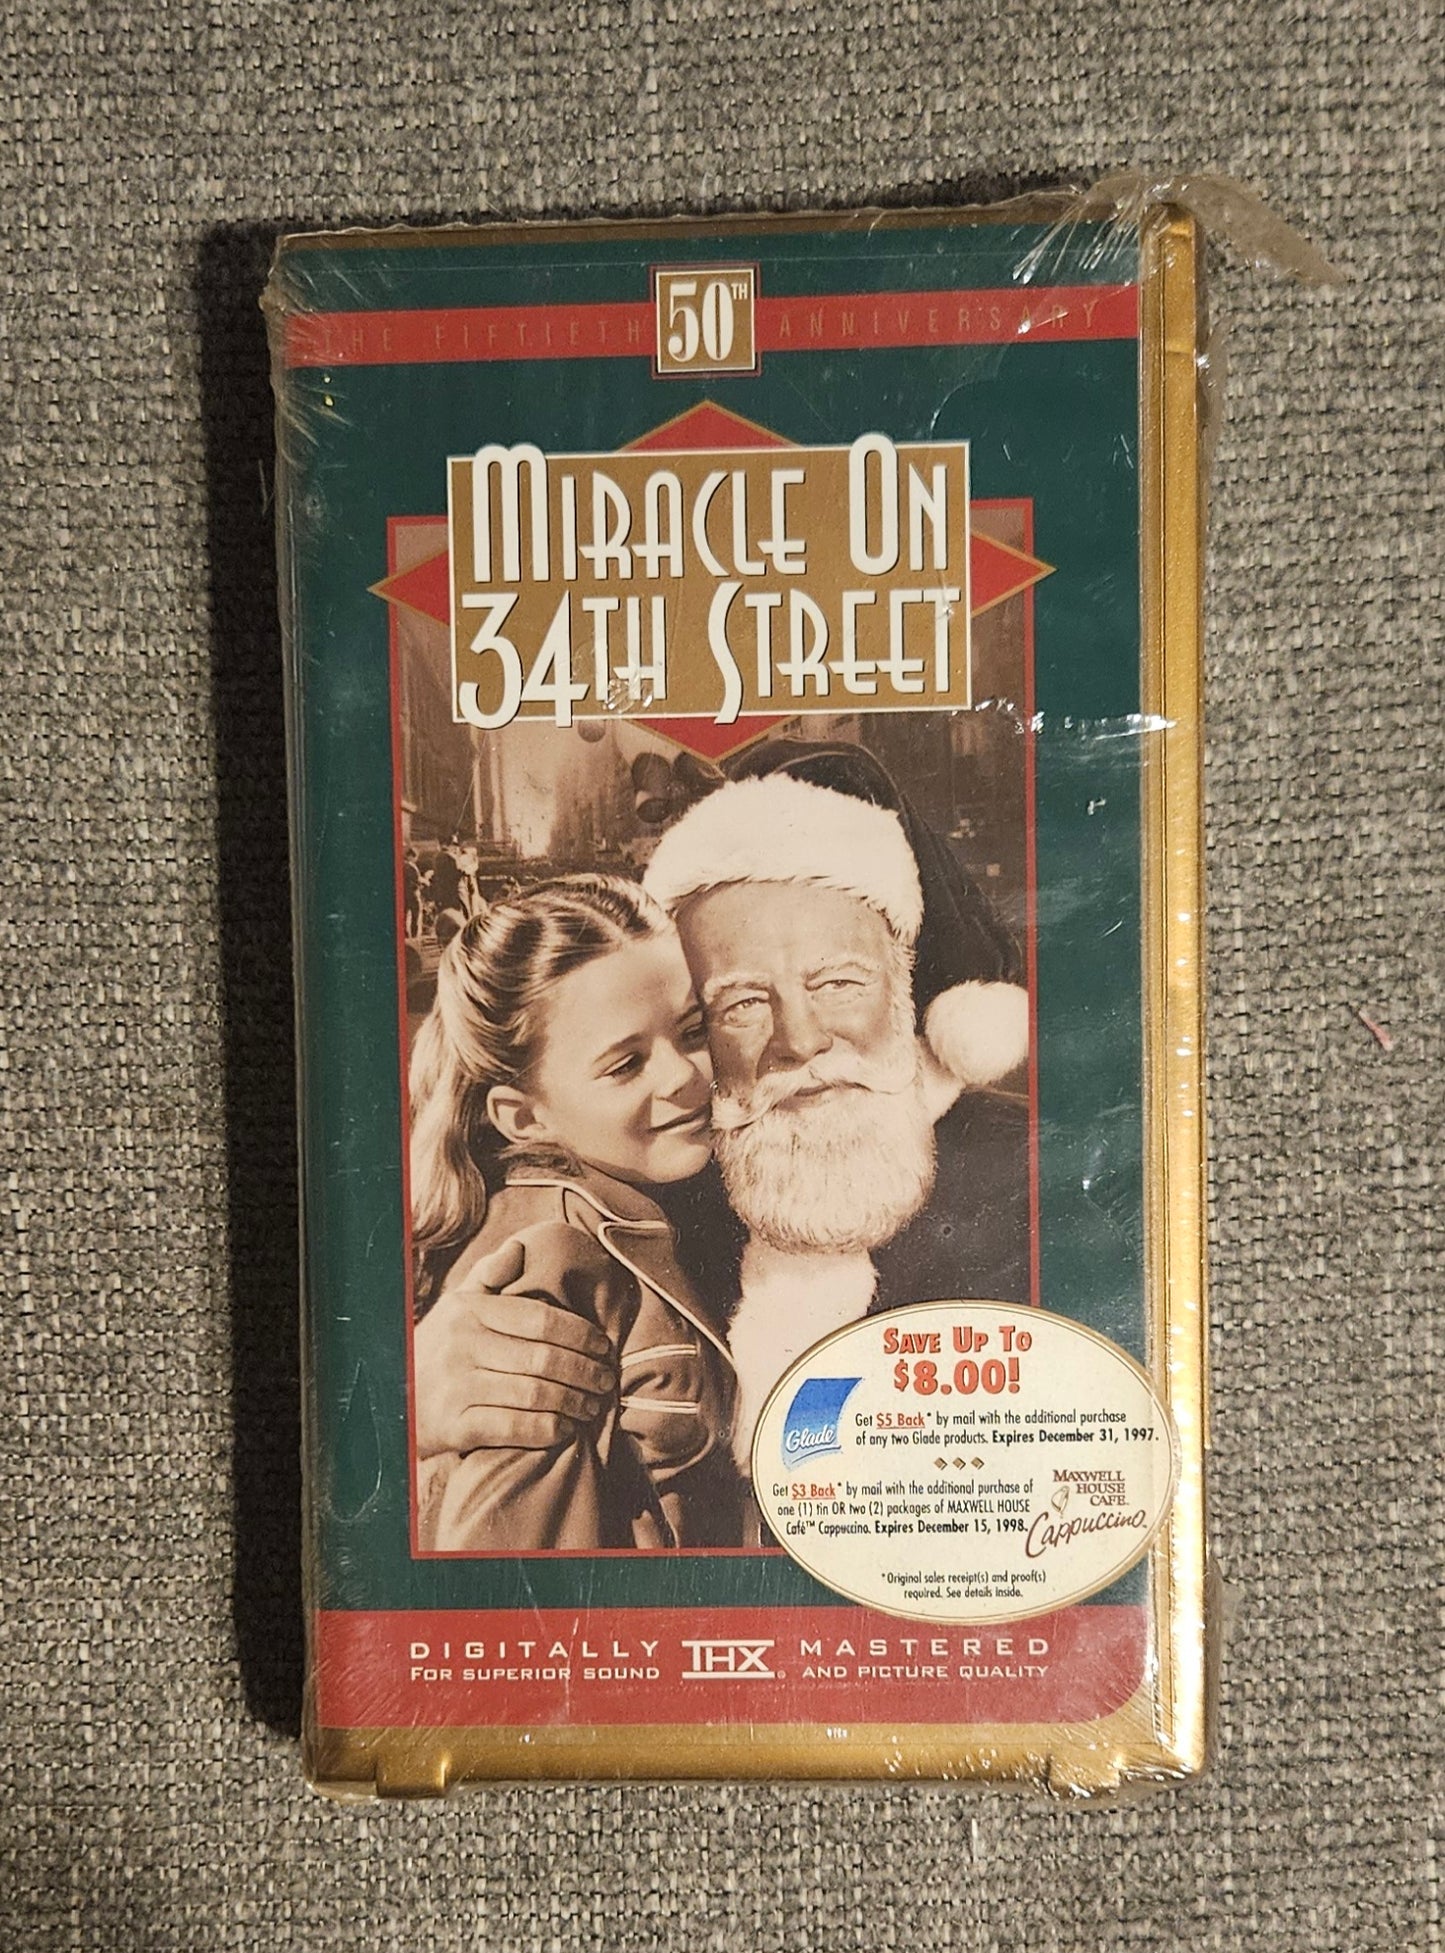 THE FIFTIETH 50TH ANNIVERSARY
MIRACLE ON
34TH STREET
SAVE UP TO
$8.00!
Glade
Get $5 Back* by mail with the additional purchase
of any two Glade products. Expires December 31, 1997.
Get $3 Back* by mail with the additional purchase of
one (1) tin OR two (2) packages of MAXWELL HOUSE
Café™ Cappuccino. Expires December 15, 1998.
MAXWELL
HOUSE
CAFE
Cappuccino
*Original sales receipt(s) and proof(s)
required. See details inside.
DIGITALLY THX MASTERED
FOR SUPERIOR SOUND AND PICTURE QUALITY